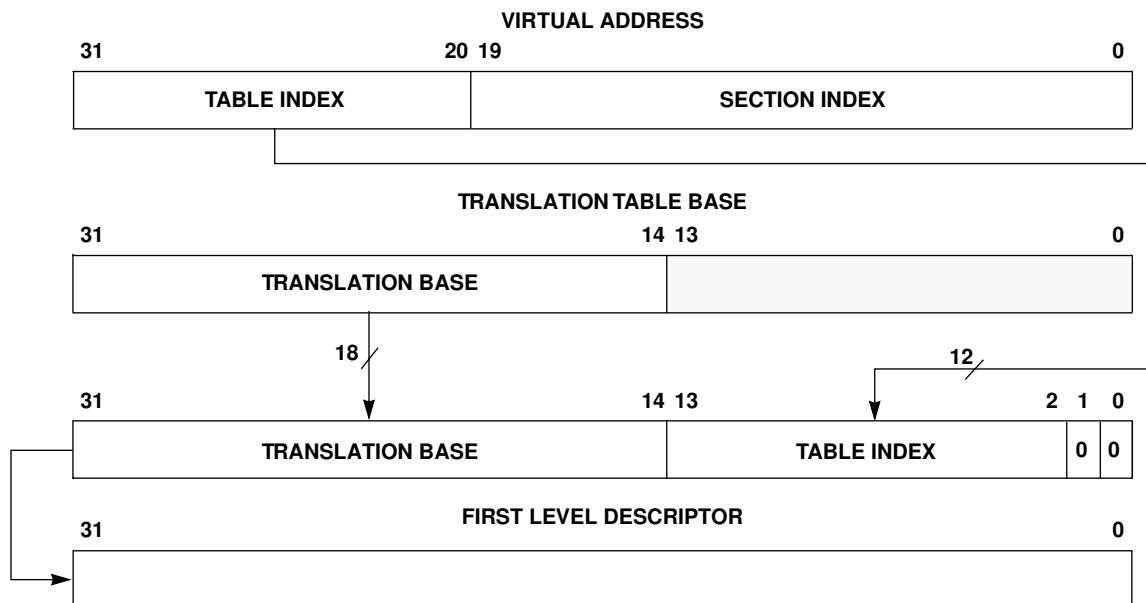 VIRTUAL ADDRESS
31 20 19 0
TABLE INDEX SECTION INDEX
TRANSLATION TABLE BASE
31 14 13 0
TRANSLATION BASE
18 12
31 14 13 2 1 0
TRANSLATION BASE TABLE INDEX 0 0
FIRST LEVEL DESCRIPTOR
31 0